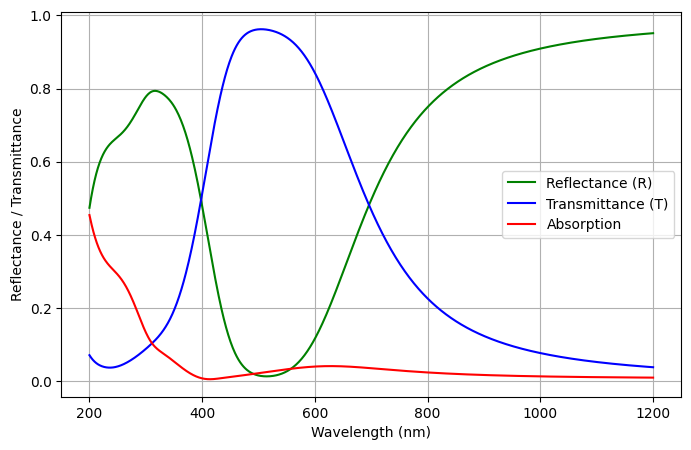 1.0
0.8
0.6
0.4
0.2
0.0
Reflectance / Transmittance
Reflectance (R)
Transmittance (T)
Absorption
200 400 600 800 1000 1200
Wavelength (nm)